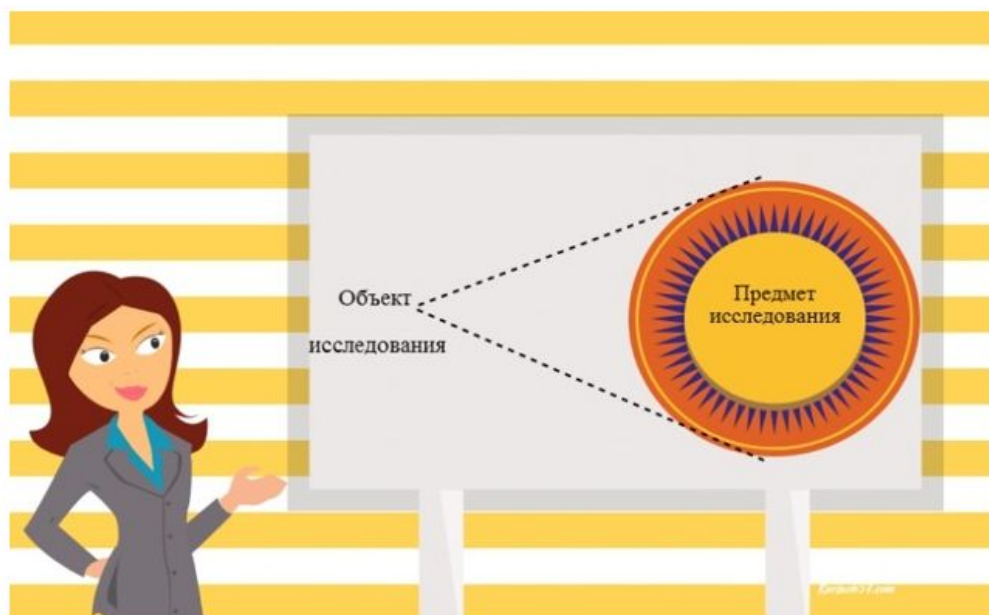 Объект
исследования
Предмет
исследования